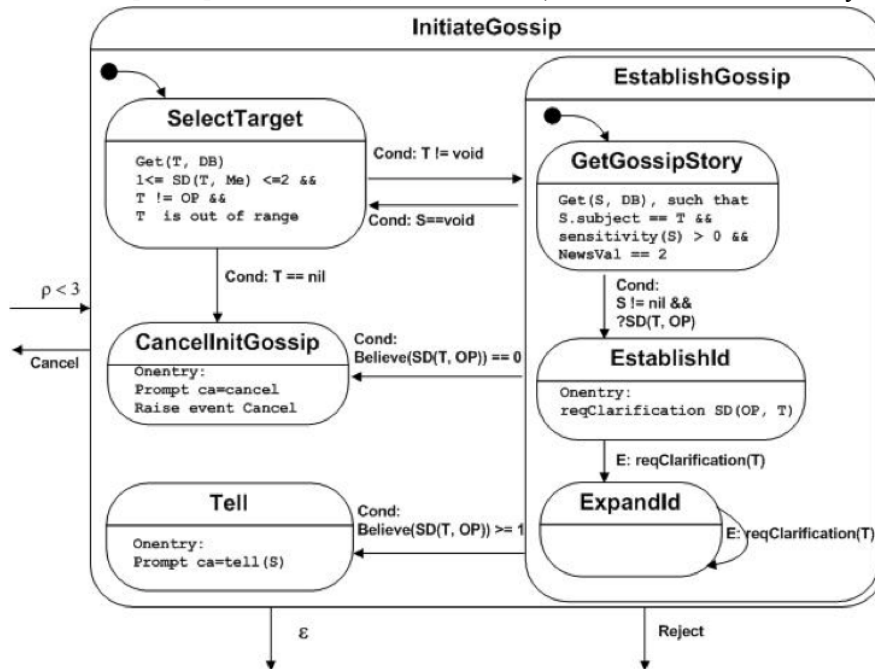 InitiateGossip
EstablishGossip
SelectTarget
Get(T, DB)
1<= SD(T, Me) <=2 &&
T != OP &&
T is out of range
Cond: T != void
Cond: S==void
GetGossipStory
Get(S, DB), such that
S.subject == T &&
sensitivity(S) > 0 &&
NewsVal == 2
Cond: T == nil
Cond:
S != nil &&
?SD(T, OP)
ρ < 3
Cancel
CancelInitGossip
Onentry:
Prompt ca=cancel
Raise event Cancel
Cond:
Believe(SD(T, OP)) == 0
EstablishId
Onentry:
reqClarification SD(OP, T)
E: reqClarification(T)
Tell
Onentry:
Prompt ca=tell(S)
Cond:
Believe(SD(T, OP)) >= 1
ExpandId
E: reqClarification(T)
ε
Reject